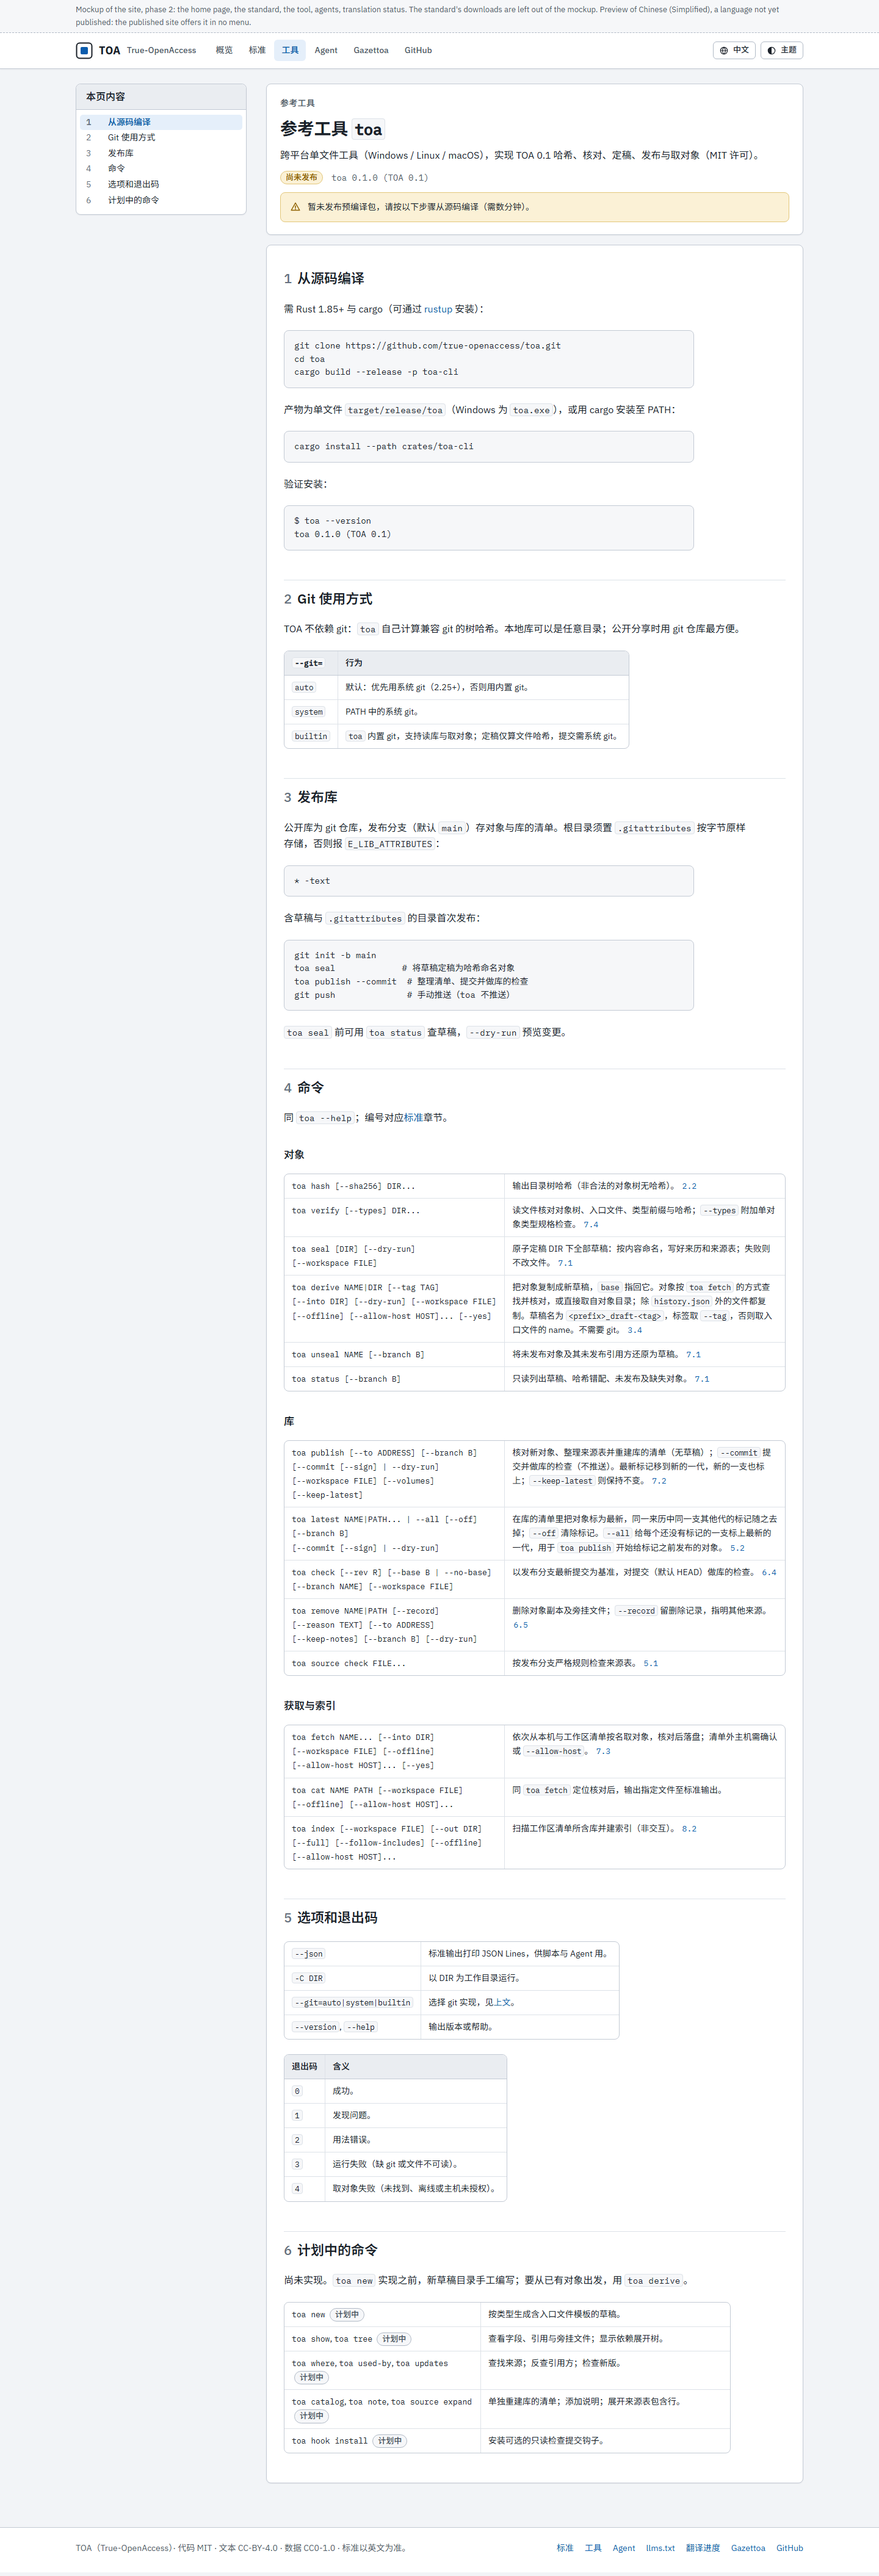 Mockup of the site, phase 2: the home page, the standard, the tool, agents, translation status. The standard's downloads are left out of the mockup. Preview of Chinese (Simplified), a language not yet
published: the published site offers it in no menu.
TOA True-OpenAccess 概览 标准 工具 Agent Gazettoa GitHub 中文 主题
本页内容
1 从源码编译
2 Git 使用方式
3 发布库
4 命令
5 选项和退出码
6 计划中的命令
参考工具
参考工具 toa
跨平台单文件工具（Windows / Linux / macOS），实现 TOA 0.1 哈希、核对、定稿、发布与取对象（MIT 许可）。
尚未发布 toa 0.1.0 (TOA 0.1)
暂未发布预编译包，请按以下步骤从源码编译（需数分钟）。
1 从源码编译
需 Rust 1.85+ 与 cargo（可通过 rustup 安装）：
git clone https://github.com/true-openaccess/toa.git
cd toa
cargo build --release -p toa-cli
产物为单文件 target/release/toa（Windows 为 toa.exe），或用 cargo 安装至 PATH：
cargo install --path crates/toa-cli
验证安装：
$ toa --version
toa 0.1.0 (TOA 0.1)
2 Git 使用方式
TOA 不依赖 git：toa 自己计算兼容 git 的树哈希。本地库可以是任意目录；公开分享时用 git 仓库最方便。
--git= 行为
auto 默认：优先用系统 git（2.25+），否则用内置 git。
system PATH 中的系统 git。
builtin toa 内置 git，支持读库与取对象；定稿仅算文件哈希，提交需系统 git。
3 发布库
公开库为 git 仓库，发布分支（默认 main）存对象与库的清单。根目录须置 .gitattributes 按字节原样
存储，否则报 E_LIB_ATTRIBUTES：
* -text
含草稿与 .gitattributes 的目录首次发布：
git init -b main
toa seal # 将草稿定稿为哈希命名对象
toa publish --commit # 整理清单、提交并做库的检查
git push # 手动推送（toa 不推送）
toa seal 前可用 toa status 查草稿，--dry-run 预览变更。
4 命令
同 toa --help；编号对应标准章节。
对象
toa hash [--sha256] DIR... 输出目录树哈希（非合法的对象树无哈希）。 2.2
toa verify [--types] DIR... 读文件核对对象树、入口文件、类型前缀与哈希；--types 附加单对
象类型规格检查。 7.4
toa seal [DIR] [--dry-run] 原子定稿 DIR 下全部草稿：按内容命名，写好来历和来源表；失败则
[--workspace FILE] 不改文件。 7.1
toa derive NAME|DIR [--tag TAG] 把对象复制成新草稿，base 指回它。对象按 toa fetch 的方式查
[--into DIR] [--dry-run] [--workspace FILE] 找并核对，或直接取自对象目录；除 history.json 外的文件都复
[--offline] [--allow-host HOST]... [--yes] 制。草稿名为 <prefix>_draft-<tag>，标签取 --tag，否则取入
口文件的 name。不需要 git。 3.4
toa unseal NAME [--branch B] 将未发布对象及其未发布引用方还原为草稿。 7.1
toa status [--branch B] 只读列出草稿、哈希错配、未发布及缺失对象。 7.1
库
toa publish [--to ADDRESS] [--branch B] 核对新对象、整理来源表并重建库的清单（无草稿）；--commit 提
[--commit [--sign] | --dry-run] 交并做库的检查（不推送）。最新标记移到新的一代，新的一支也标
[--workspace FILE] [--volumes] 上；--keep-latest 则保持不变。 7.2
[--keep-latest]
toa latest NAME|PATH... | --all [--off] 在库的清单里把对象标为最新，同一来历中同一支其他代的标记随之去
[--branch B] 掉；--off 清除标记。--all 给每个还没有标记的一支标上最新的
[--commit [--sign] | --dry-run] 一代，用于 toa publish 开始给标记之前发布的对象。 5.2
toa check [--rev R] [--base B | --no-base] 以发布分支最新提交为基准，对提交（默认 HEAD）做库的检查。 6.4
[--branch NAME] [--workspace FILE]
toa remove NAME|PATH [--record] 删除对象副本及旁挂文件；--record 留删除记录，指明其他来源。
[--reason TEXT] [--to ADDRESS] 6.5
[--keep-notes] [--branch B] [--dry-run]
toa source check FILE... 按发布分支严格规则检查来源表。 5.1
获取与索引
toa fetch NAME... [--into DIR] 依次从本机与工作区清单按名取对象，核对后落盘；清单外主机需确认
[--workspace FILE] [--offline] 或 --allow-host。 7.3
[--allow-host HOST]... [--yes]
toa cat NAME PATH [--workspace FILE] 同 toa fetch 定位核对后，输出指定文件至标准输出。
[--offline] [--allow-host HOST]...
toa index [--workspace FILE] [--out DIR] 扫描工作区清单所含库并建索引（非交互）。 8.2
[--full] [--follow-includes] [--offline]
[--allow-host HOST]...
5 选项和退出码
--json 标准输出打印 JSON Lines，供脚本与 Agent 用。
-C DIR 以 DIR 为工作目录运行。
--git=auto|system|builtin 选择 git 实现，见上文。
--version, --help 输出版本或帮助。
退出码 含义
0 成功。
1 发现问题。
2 用法错误。
3 运行失败（缺 git 或文件不可读）。
4 取对象失败（未找到、离线或主机未授权）。
6 计划中的命令
尚未实现。toa new 实现之前，新草稿目录手工编写；要从已有对象出发，用 toa derive。
toa new 计划中 按类型生成含入口文件模板的草稿。
toa show, toa tree 计划中 查看字段、引用与旁挂文件；显示依赖展开树。
toa where, toa used-by, toa updates 查找来源；反查引用方；检查新版。
计划中
toa catalog, toa note, toa source expand 单独重建库的清单；添加说明；展开来源表包含行。
计划中
toa hook install 计划中 安装可选的只读检查提交钩子。
TOA（True-OpenAccess）· 代码 MIT · 文本 CC-BY-4.0 · 数据 CC0-1.0 · 标准以英文为准。 标准 工具 Agent llms.txt 翻译进度 Gazettoa GitHub